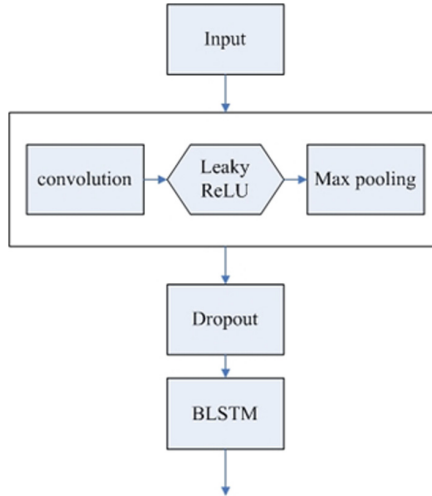 Input
convolution
Leaky
ReLU
Max pooling
Dropout
BLSTM